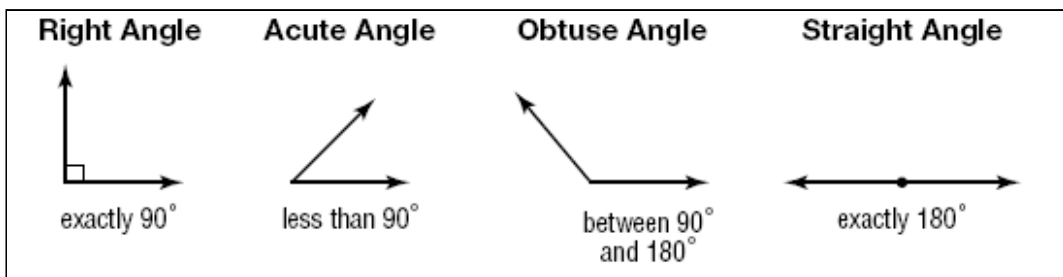 Right Angle
exactly 90°
Acute Angle
less than 90°
Obtuse Angle
between 90°
and 180°
Straight Angle
exactly 180°